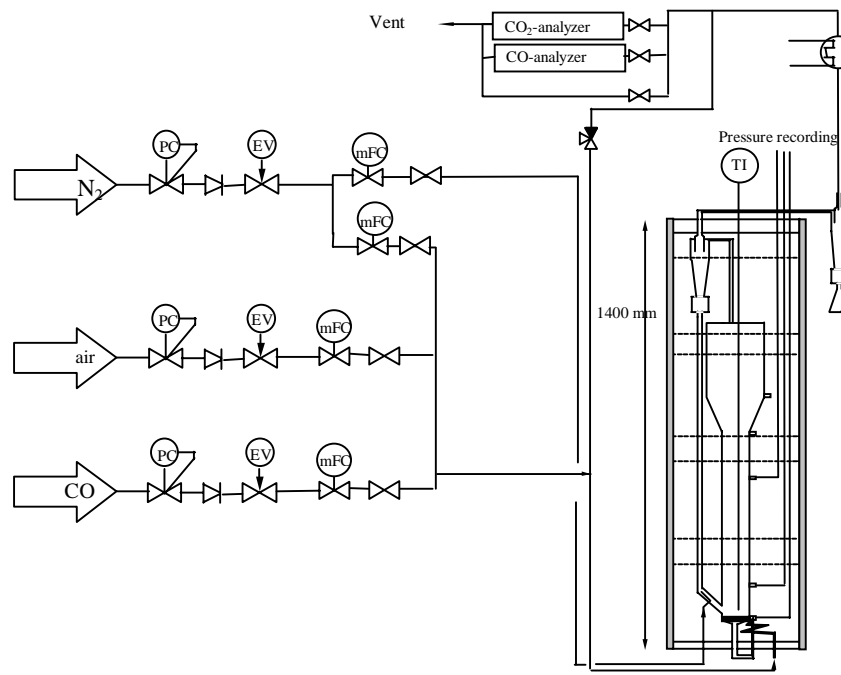 Vent
CO₂-analyzer
CO-analyzer
Pressure recording
TI
PC
EV
mFC
N₂
mFC
1400 mm
PC
EV
mFC
air
PC
EV
mFC
CO